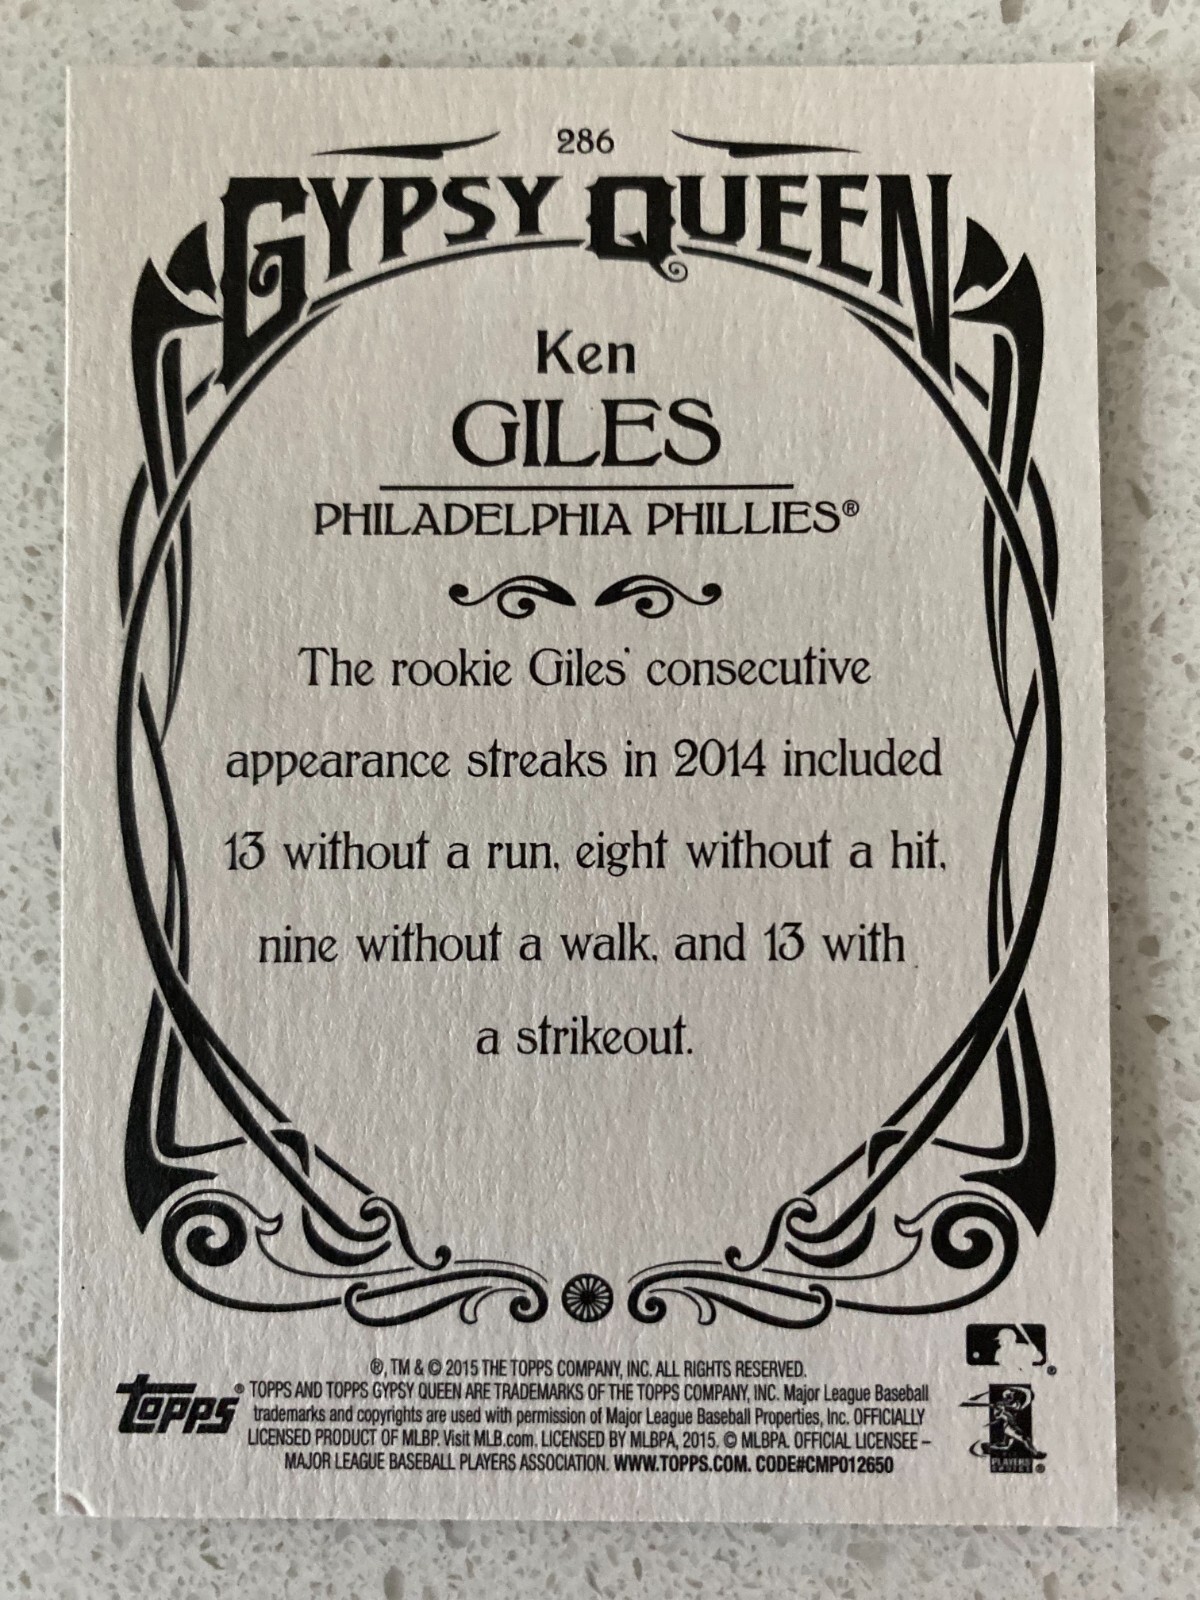 286
GYPSY QUEEN
Ken
GILES
PHILADELPHIA PHILLIES®
The rookie Giles' consecutive
appearance streaks in 2014 included
13 without a run, eight without a hit,
nine without a walk, and 13 with
a strikeout.
®, TM & © 2015 THE TOPPS COMPANY, INC. ALL RIGHTS RESERVED.
topps® TOPPS AND TOPPS GYPSY QUEEN ARE TRADEMARKS OF THE TOPPS COMPANY, INC. Major League Baseball
trademarks and copyrights are used with permission of Major League Baseball Properties, Inc. OFFICIALLY
LICENSED PRODUCT OF MLBP. Visit MLB.com. LICENSED BY MLBPA, 2015. © MLBPA. OFFICIAL LICENSEE –
MAJOR LEAGUE BASEBALL PLAYERS ASSOCIATION. WWW.TOPPS.COM. CODE#CMP012650